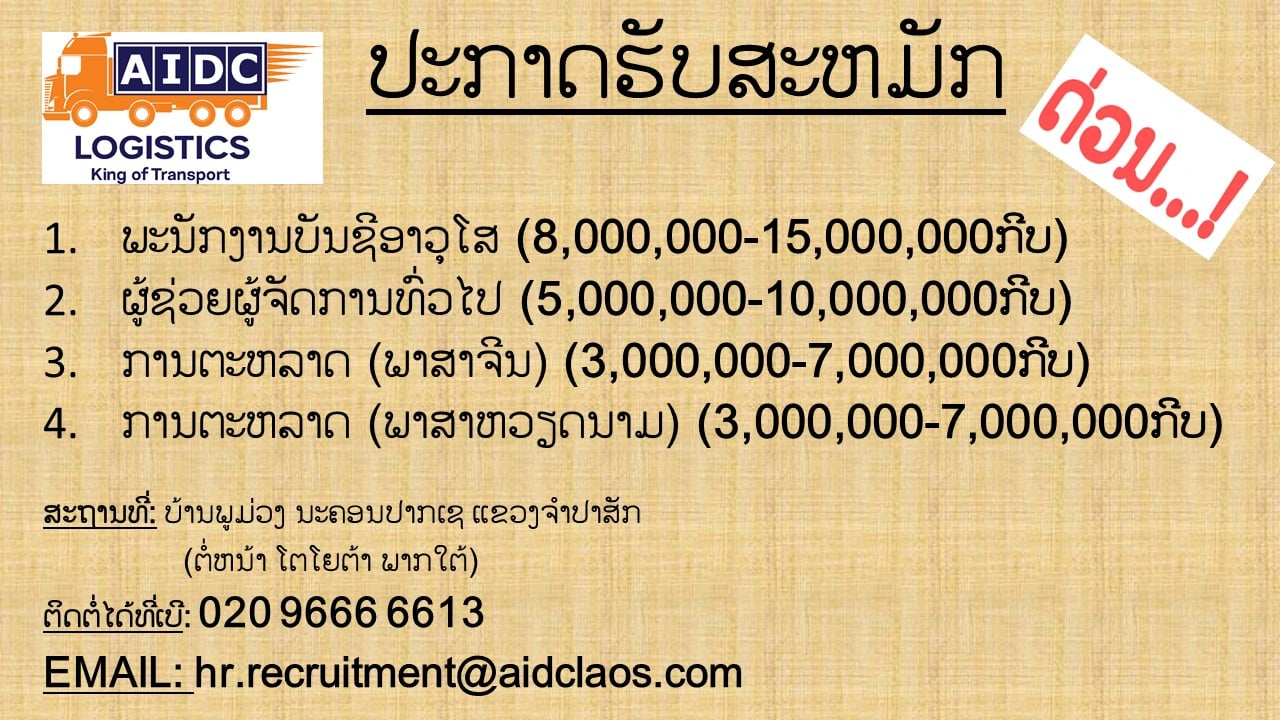 AIDC
LOGISTICS
King of Transport
ປະກາດຮັບສະຫມັກ
ດ່ວນ...!
1. ພະນັກງານບັນຊີອາວຸໂສ (8,000,000-15,000,000ກີບ)
2. ຜູ້ຊ່ວຍຜູ້ຈັດການທົ່ວໄປ (5,000,000-10,000,000ກີບ)
3. ການຕະຫລາດ (ພາສາຈີນ) (3,000,000-7,000,000ກີບ)
4. ການຕະຫລາດ (ພາສາຫວຽດນາມ) (3,000,000-7,000,000ກີບ)
ສະຖານທີ່: ບ້ານພູມ່ວງ ນະຄອນປາກເຊ ແຂວງຈຳປາສັກ
(ຕໍ່ຫນ້າ ໂຕໂຍຕ້າ ພາກໃຕ້)
ຕິດຕໍ່ໄດ້ທີ່ເບີ: 020 9666 6613
EMAIL: hr.recruitment@aidclaos.com